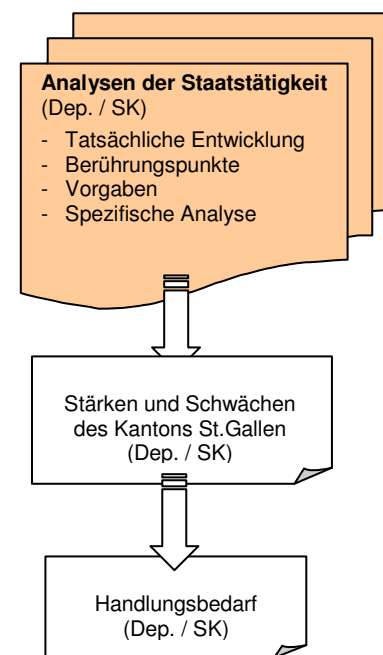 Analysen der Staatstätigkeit
(Dep. / SK)
- Tatsächliche Entwicklung
- Berührungspunkte
- Vorgaben
- Spezifische Analyse
Stärken und Schwächen
des Kantons St.Gallen
(Dep. / SK)
Handlungsbedarf
(Dep. / SK)